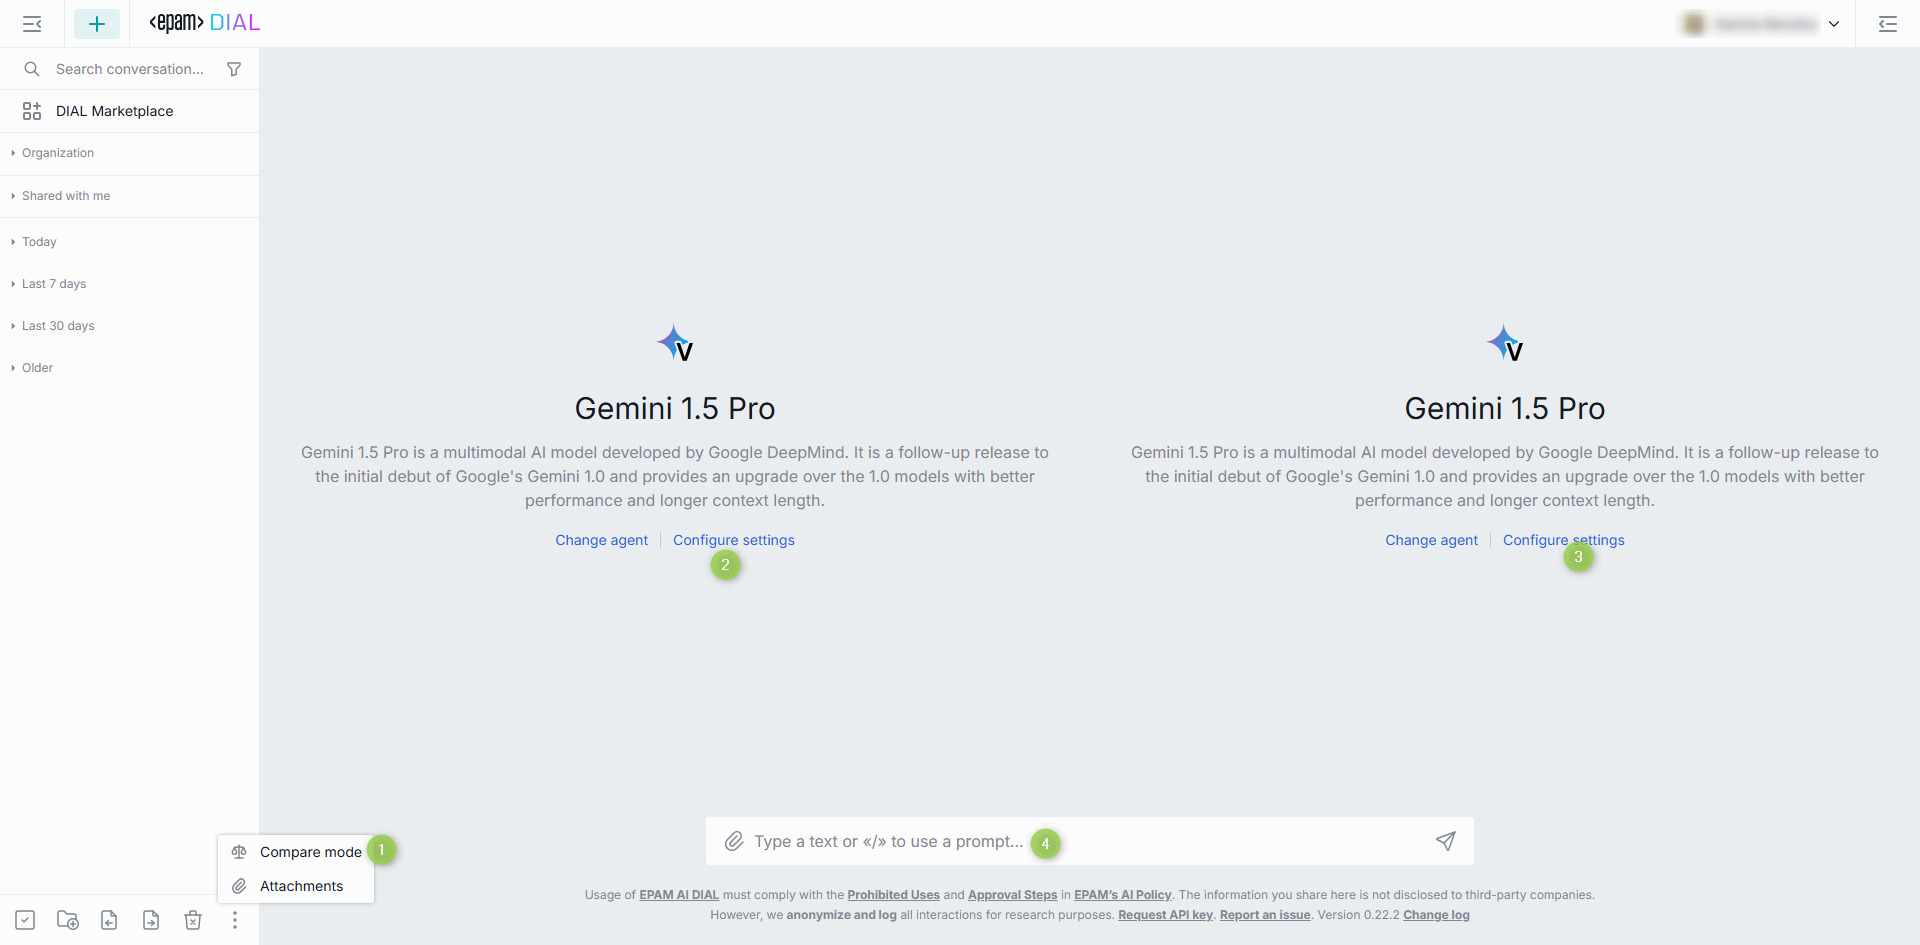 <epam> DIAL
Search conversation...
DIAL Marketplace
Organization
Shared with me
Today
Last 7 days
Last 30 days
Older
V
Gemini 1.5 Pro
Gemini 1.5 Pro is a multimodal AI model developed by Google DeepMind. It is a follow-up release to
the initial debut of Google's Gemini 1.0 and provides an upgrade over the 1.0 models with better
performance and longer context length.
Change agent
Configure settings
2
V
Gemini 1.5 Pro
Gemini 1.5 Pro is a multimodal AI model developed by Google DeepMind. It is a follow-up release to
the initial debut of Google's Gemini 1.0 and provides an upgrade over the 1.0 models with better
performance and longer context length.
Change agent
Configure settings
3
Type a text or «/» to use a prompt...
4
Compare mode
1
Attachments
Usage of EPAM AI DIAL must comply with the Prohibited Uses and Approval Steps in EPAM's AI Policy. The information you share here is not disclosed to third-party companies.
However, we anonymize and log all interactions for research purposes. Request API key. Report an issue. Version 0.22.2 Change log